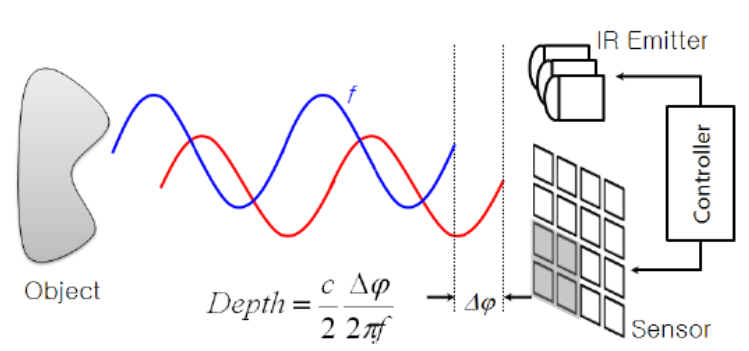 IR Emitter
f
Controller
Object
Depth = c/2 Δφ/2πf
Δφ
Sensor